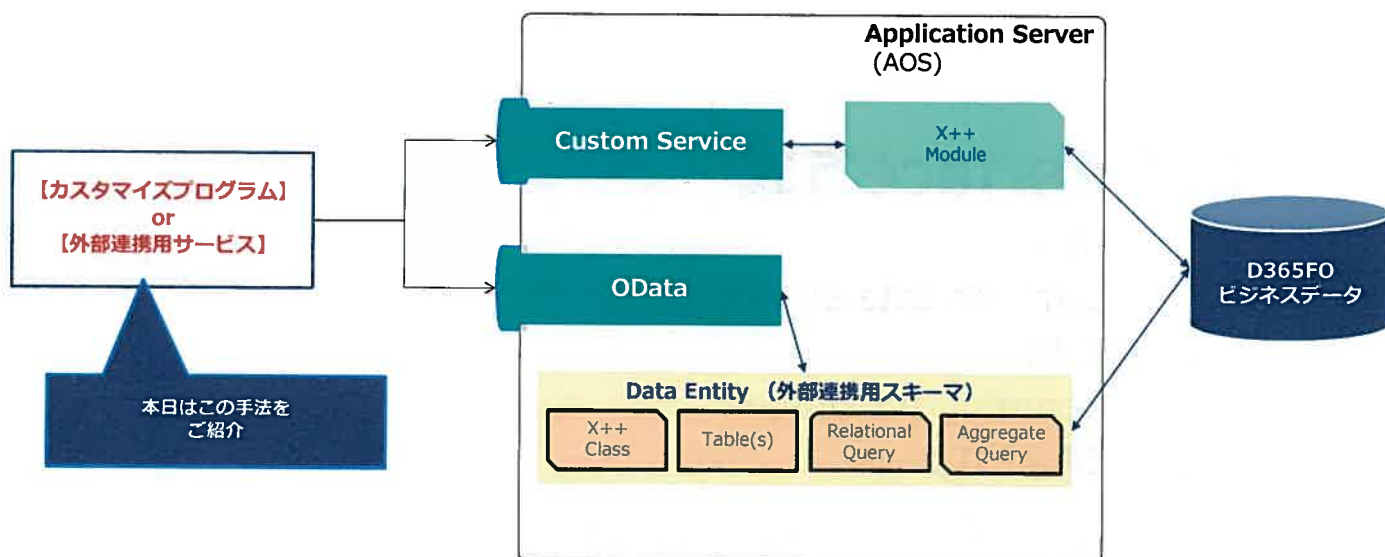 Application Server
(AOS)
Custom Service
X++
Module
【カスタマイズプログラム】
or
【外部連携用サービス】
OData
D365FO
ビジネスデータ
本日はこの手法を
ご紹介
Data Entity （外部連携用スキーマ）
X++
Class
Table(s)
Relational
Query
Aggregate
Query